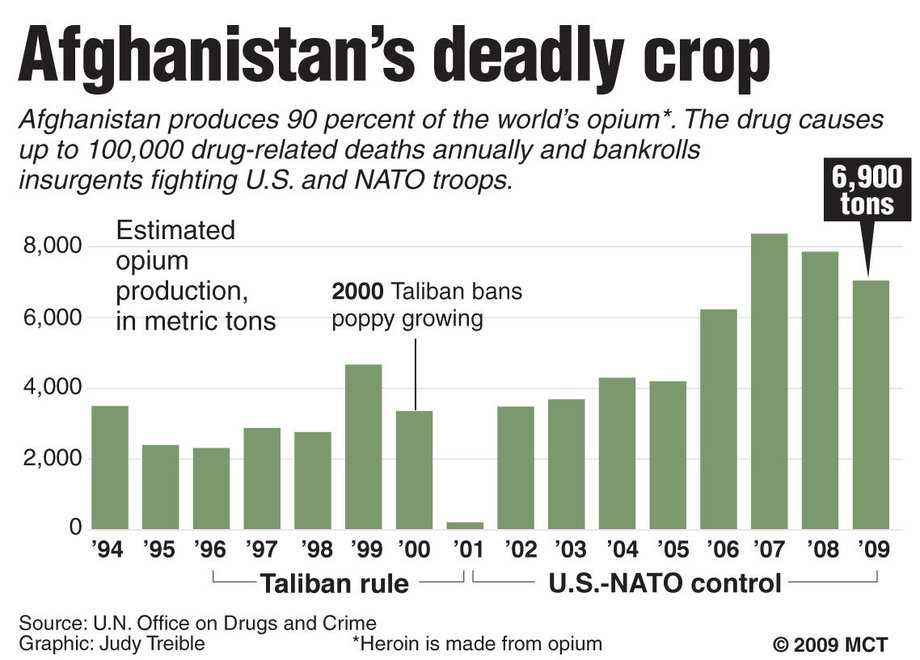 Afghanistan’s deadly crop
Afghanistan produces 90 percent of the world’s opium*. The drug causes
up to 100,000 drug-related deaths annually and bankrolls
insurgents fighting U.S. and NATO troops.
6,900
tons
Estimated
opium
production,
in metric tons
2000 Taliban bans
poppy growing
8,000
6,000
4,000
2,000
0
’94 ’95 ’96 ’97 ’98 ’99 ’00 ’01 ’02 ’03 ’04 ’05 ’06 ’07 ’08 ’09
Taliban rule U.S.-NATO control
Source: U.N. Office on Drugs and Crime
Graphic: Judy Treible *Heroin is made from opium © 2009 MCT